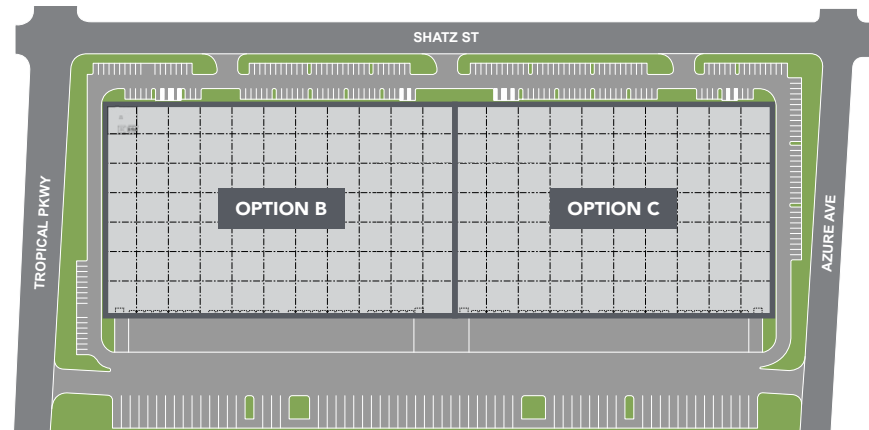 SHATZ ST
TROPICAL PKWY
OPTION B
OPTION C
AZURE AVE